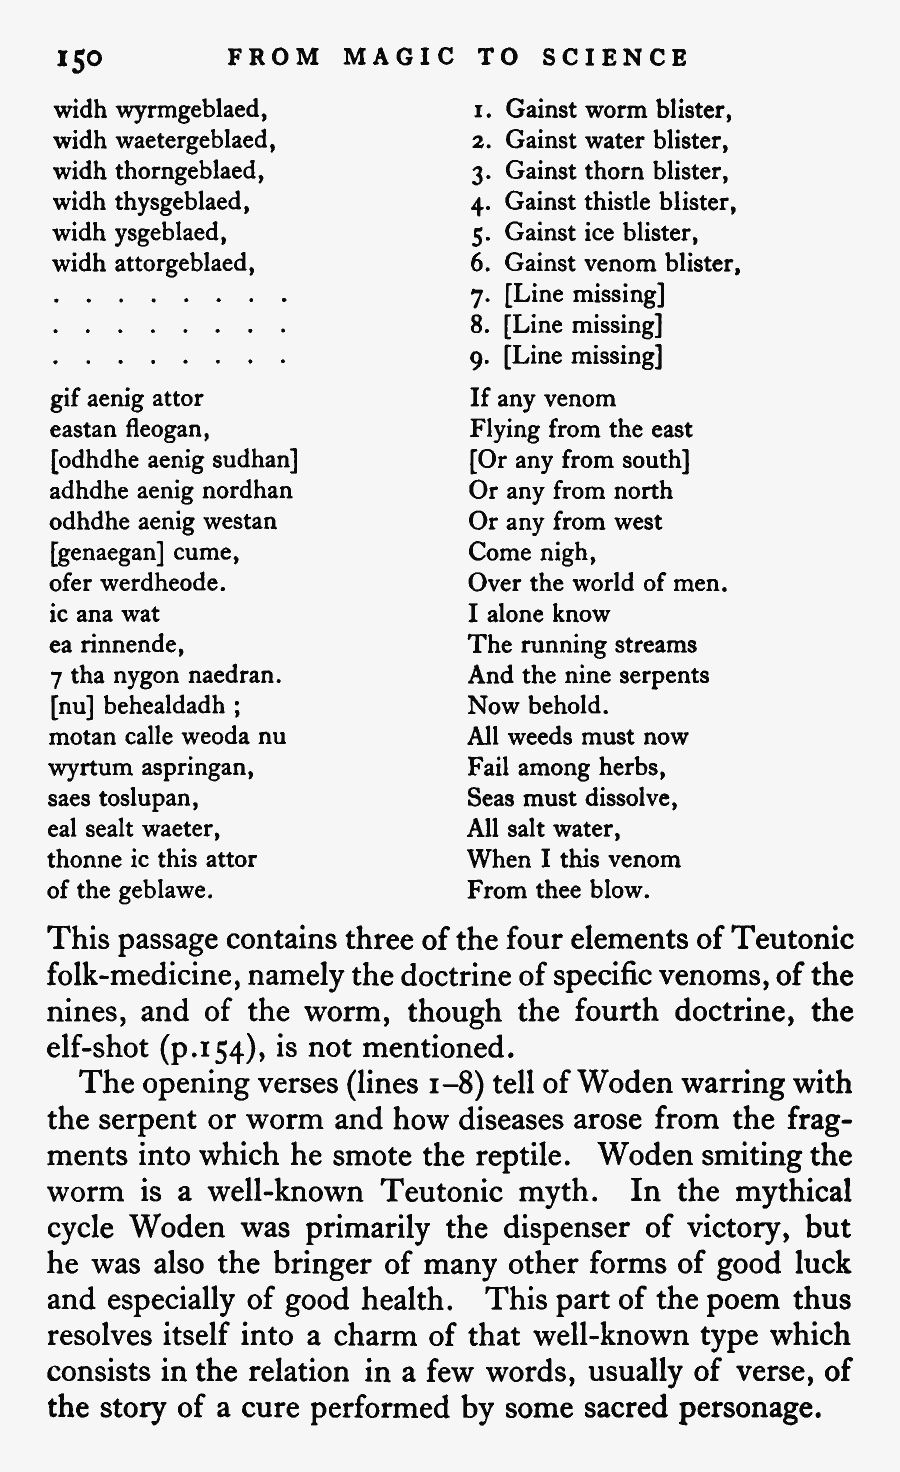 150 FROM MAGIC TO SCIENCE
widh wyrmgeblaed, 1. Gainst worm blister,
widh waetergeblaed, 2. Gainst water blister,
widh thorngeblaed, 3. Gainst thorn blister,
widh thysgeblaed, 4. Gainst thistle blister,
widh ysgeblaed, 5. Gainst ice blister,
widh attorgeblaed, 6. Gainst venom blister,
. . . . . . . . 7. [Line missing]
. . . . . . . . 8. [Line missing]
. . . . . . . . 9. [Line missing]
gif aenig attor If any venom
eastan fleogan, Flying from the east
[odhdhe aenig sudhan] [Or any from south]
adhdhe aenig nordhan Or any from north
odhdhe aenig westan Or any from west
[genaegan] cume, Come nigh,
ofer werdheode. Over the world of men.
ic ana wat I alone know
ea rinnende, The running streams
7 tha nygon naedran. And the nine serpents
[nu] behealdadh ; Now behold.
motan calle weoda nu All weeds must now
wyrtum aspringan, Fail among herbs,
saes toslupan, Seas must dissolve,
eal sealt waeter, All salt water,
thonne ic this attor When I this venom
of the geblawe. From thee blow.
This passage contains three of the four elements of Teutonic
folk-medicine, namely the doctrine of specific venoms, of the
nines, and of the worm, though the fourth doctrine, the
elf-shot (p.154), is not mentioned.
The opening verses (lines 1–8) tell of Woden warring with
the serpent or worm and how diseases arose from the frag-
ments into which he smote the reptile. Woden smiting the
worm is a well-known Teutonic myth. In the mythical
cycle Woden was primarily the dispenser of victory, but
he was also the bringer of many other forms of good luck
and especially of good health. This part of the poem thus
resolves itself into a charm of that well-known type which
consists in the relation in a few words, usually of verse, of
the story of a cure performed by some sacred personage.